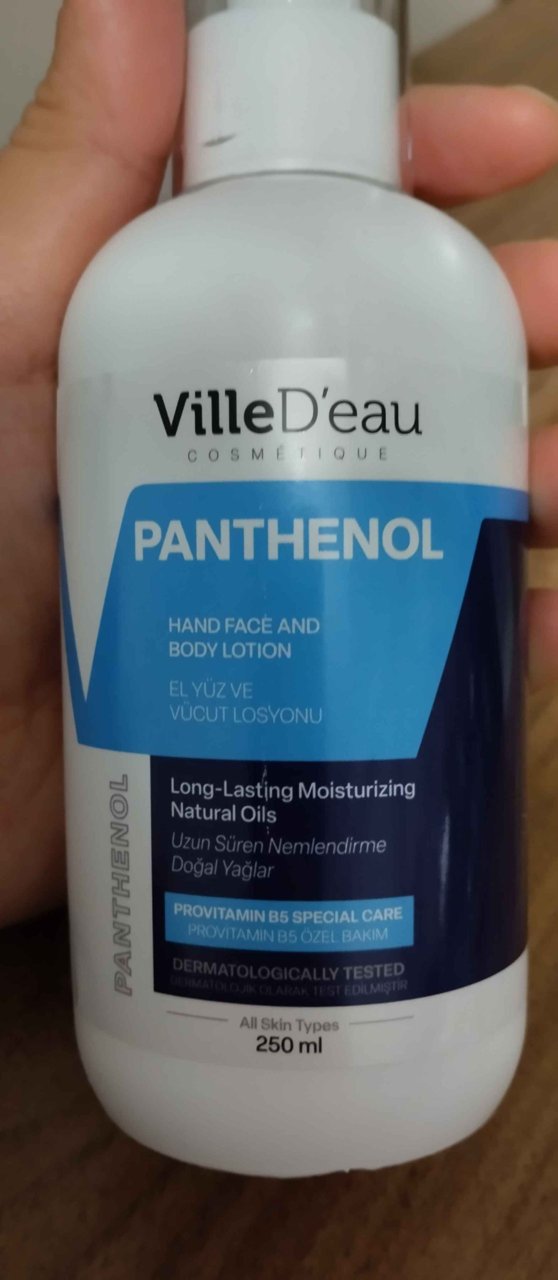 VilleD'eau
COSMÉTIQUE
PANTHENOL
HAND FACE AND
BODY LOTION
EL YÜZ VE
VÜCUT LOSYONU
PANTHENOL
Long-Lasting Moisturizing
Natural Oils
Uzun Süren Nemlendirme
Doğal Yağlar
PROVITAMIN B5 SPECIAL CARE
PROVITAMIN B5 ÖZEL BAKIM
DERMATOLOGICALLY TESTED
DERMATOLOJİK OLARAK TEST EDİLMİŞTİR
All Skin Types
250 ml